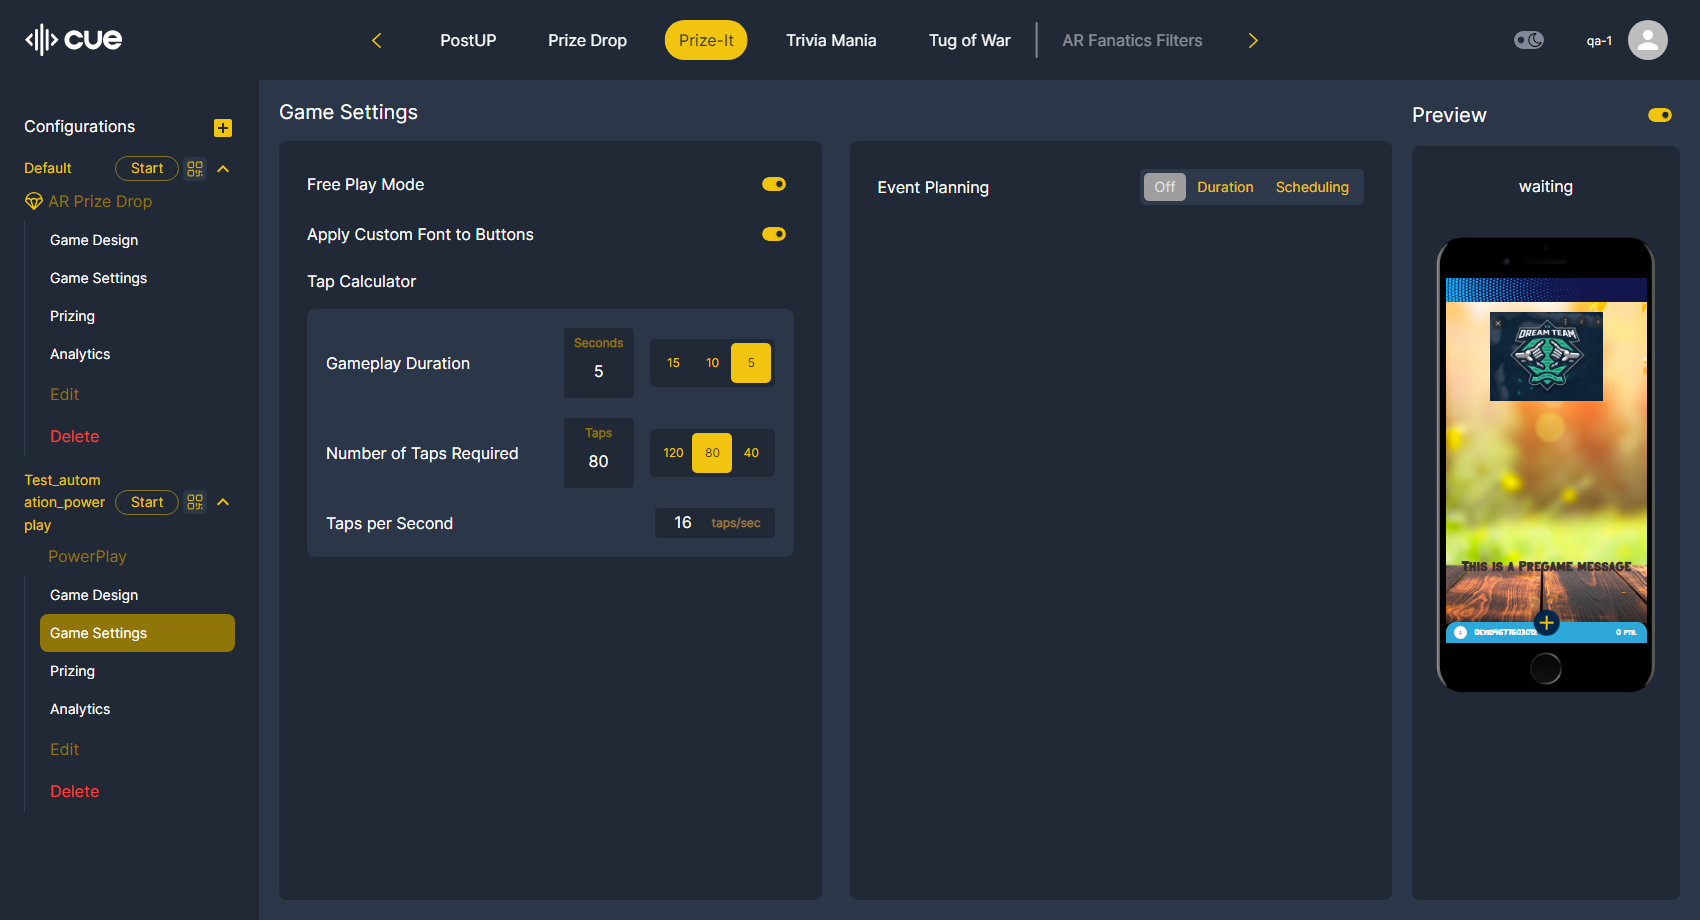 cue
PostUP
Prize Drop
Prize-It
Trivia Mania
Tug of War
AR Fanatics Filters
qa-1
Configurations
Default
Start
AR Prize Drop
Game Design
Game Settings
Prizing
Analytics
Edit
Delete
Test_autom
ation_power
play
Start
PowerPlay
Game Design
Game Settings
Prizing
Analytics
Edit
Delete
Game Settings
Free Play Mode
Apply Custom Font to Buttons
Tap Calculator
Gameplay Duration
Seconds
5
15 10 5
Number of Taps Required
Taps
80
120 80 40
Taps per Second
16 taps/sec
Event Planning
Off Duration Scheduling
Preview
waiting
DREAM TEAM
This is a Pregame message
0 pts.